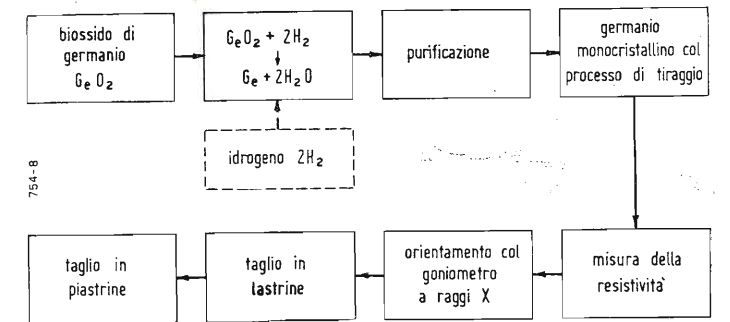 biossido di
germanio
GeO2
GeO2 + 2H2
↓
Ge + 2H2O
purificazione
germanio
monocristallino col
processo di tiraggio
idrogeno 2H2
754-8
misura della
resistività
orientamento col
goniometro
a raggi X
taglio in
lastrine
taglio in
piastrine